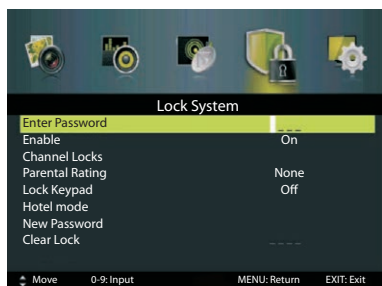 Lock System
Enter Password _ _ _
Enable On
Channel Locks
Parental Rating None
Lock Keypad Off
Hotel mode
New Password
Clear Lock _ _ _ _
Move 0-9: Input MENU: Return EXIT: Exit